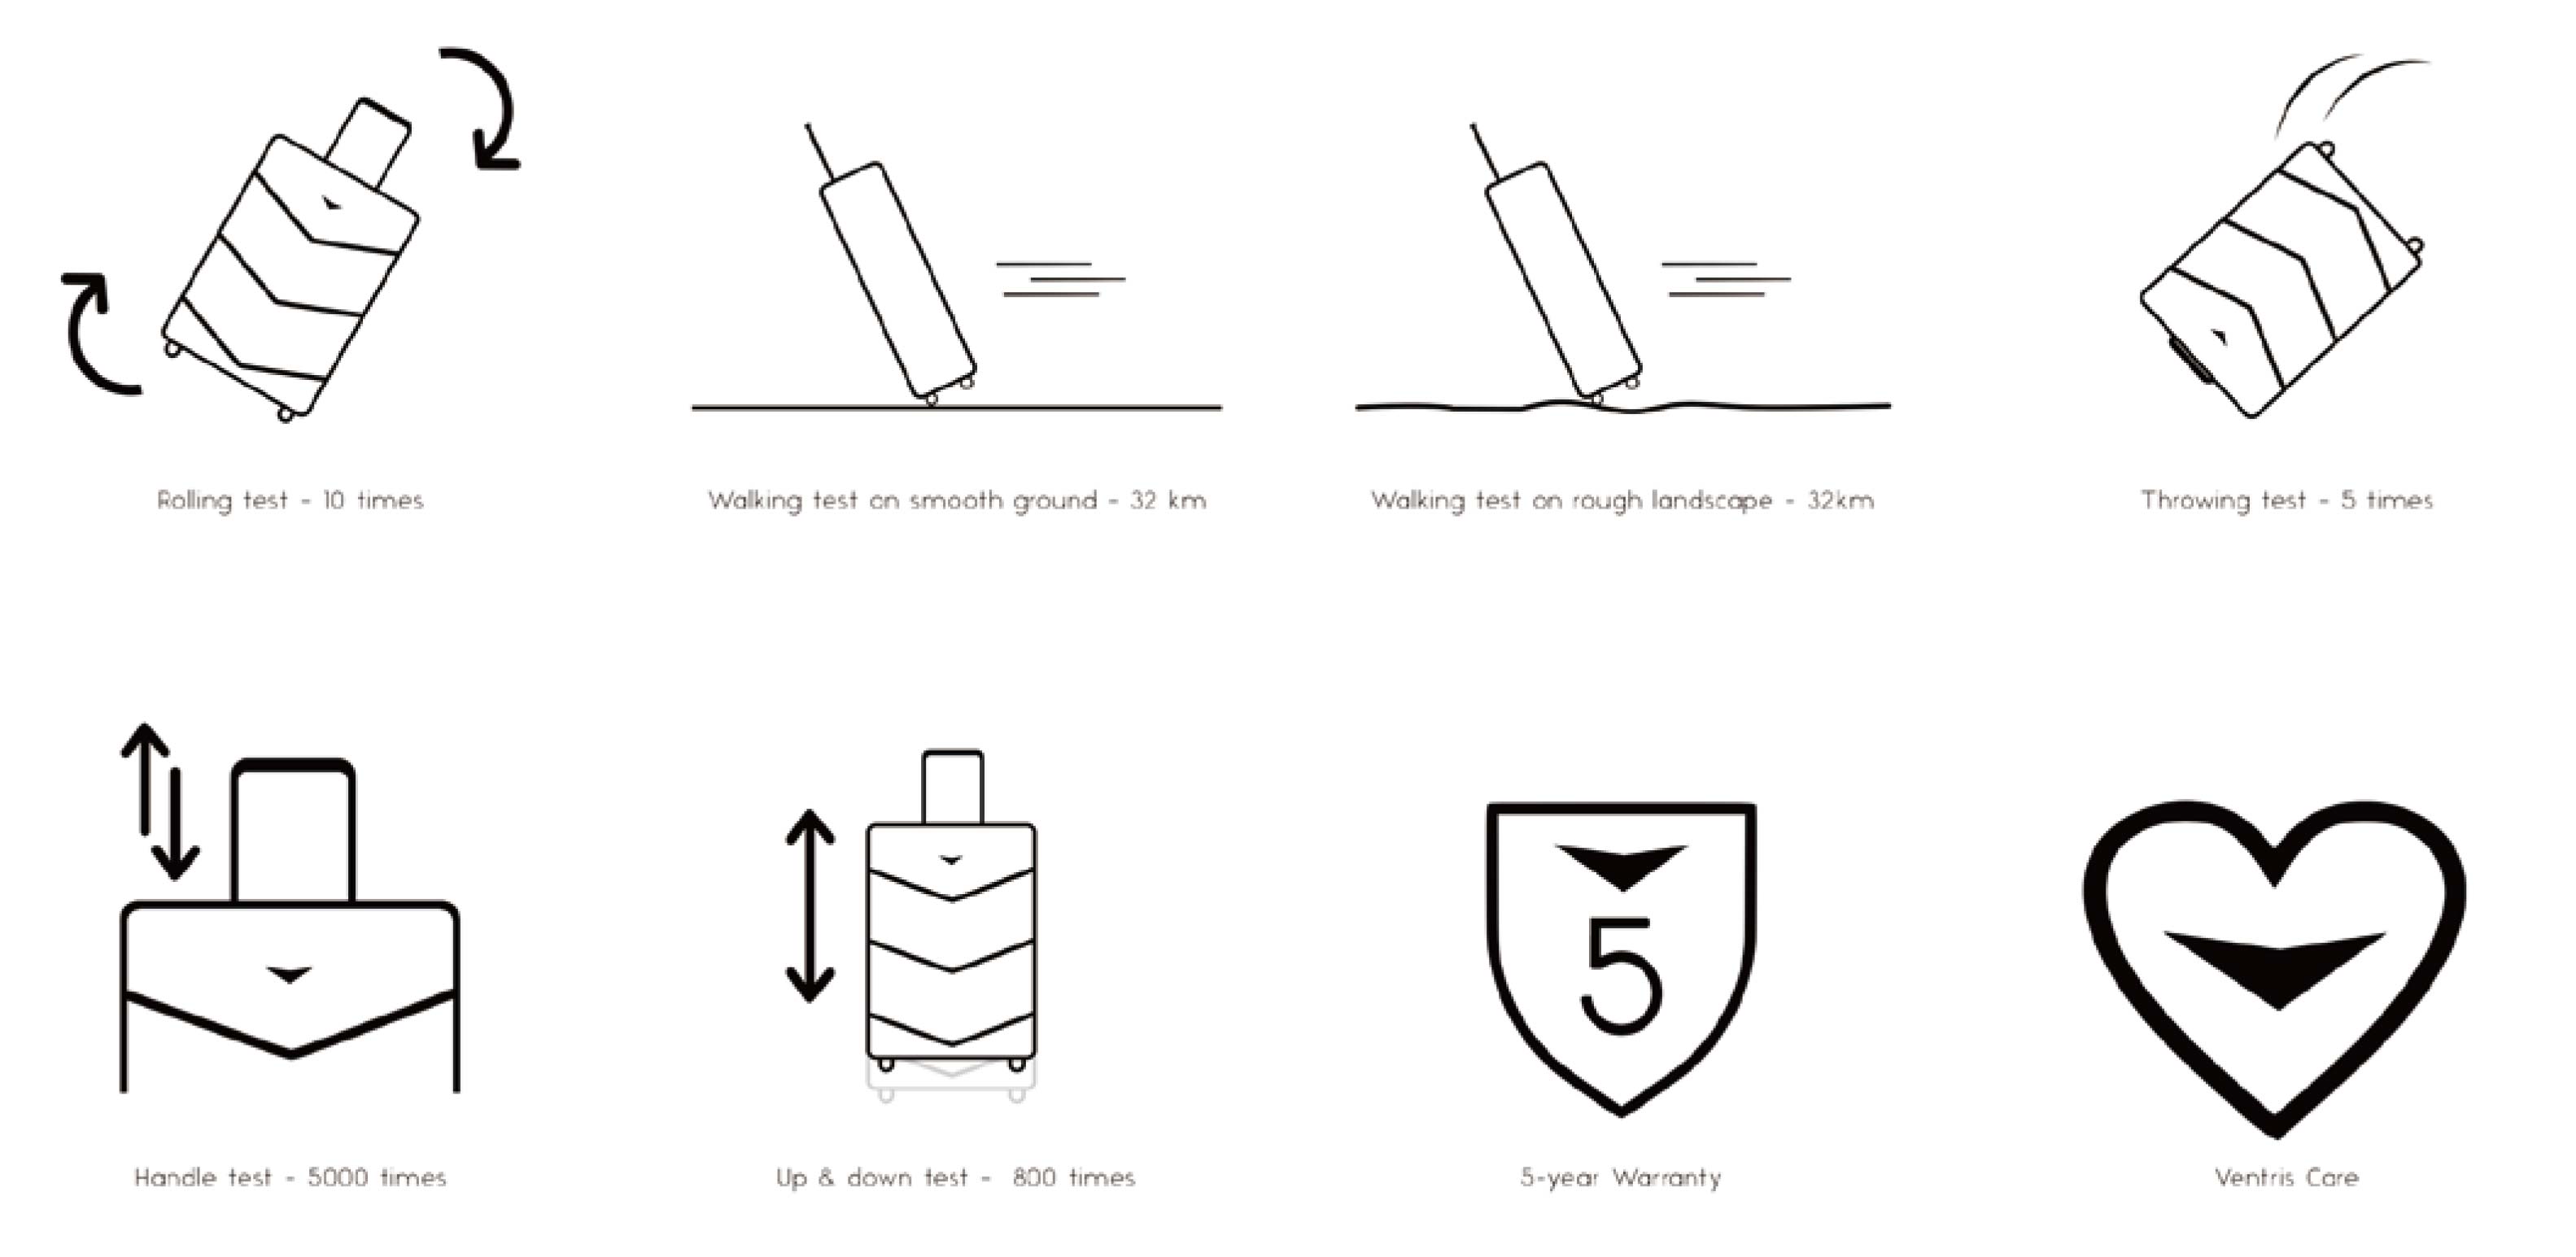 Rolling test - 10 times
Walking test on smooth ground - 32 km
Walking test on rough landscape - 32km
Throwing test - 5 times
5
Handle test - 5000 times
Up & down test - 800 times
5-year Warranty
Ventris Care